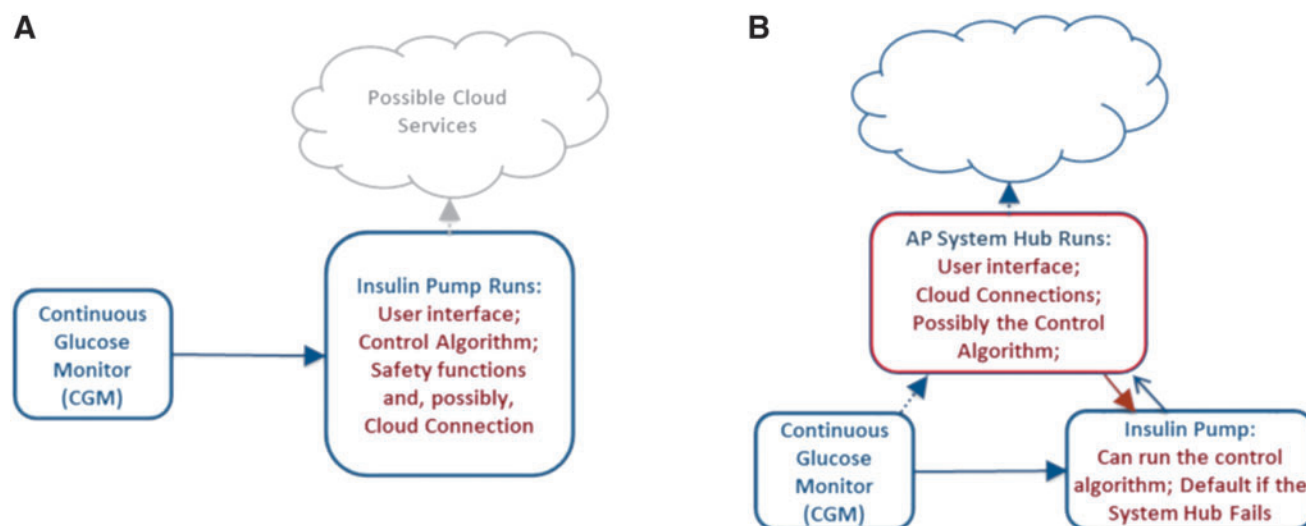 A
Possible Cloud
Services
Continuous
Glucose
Monitor
(CGM)
Insulin Pump Runs:
User interface;
Control Algorithm;
Safety functions
and, possibly,
Cloud Connection
B
AP System Hub Runs:
User interface;
Cloud Connections;
Possibly the Control
Algorithm;
Continuous
Glucose
Monitor
(CGM)
Insulin Pump:
Can run the control
algorithm; Default if the
System Hub Fails